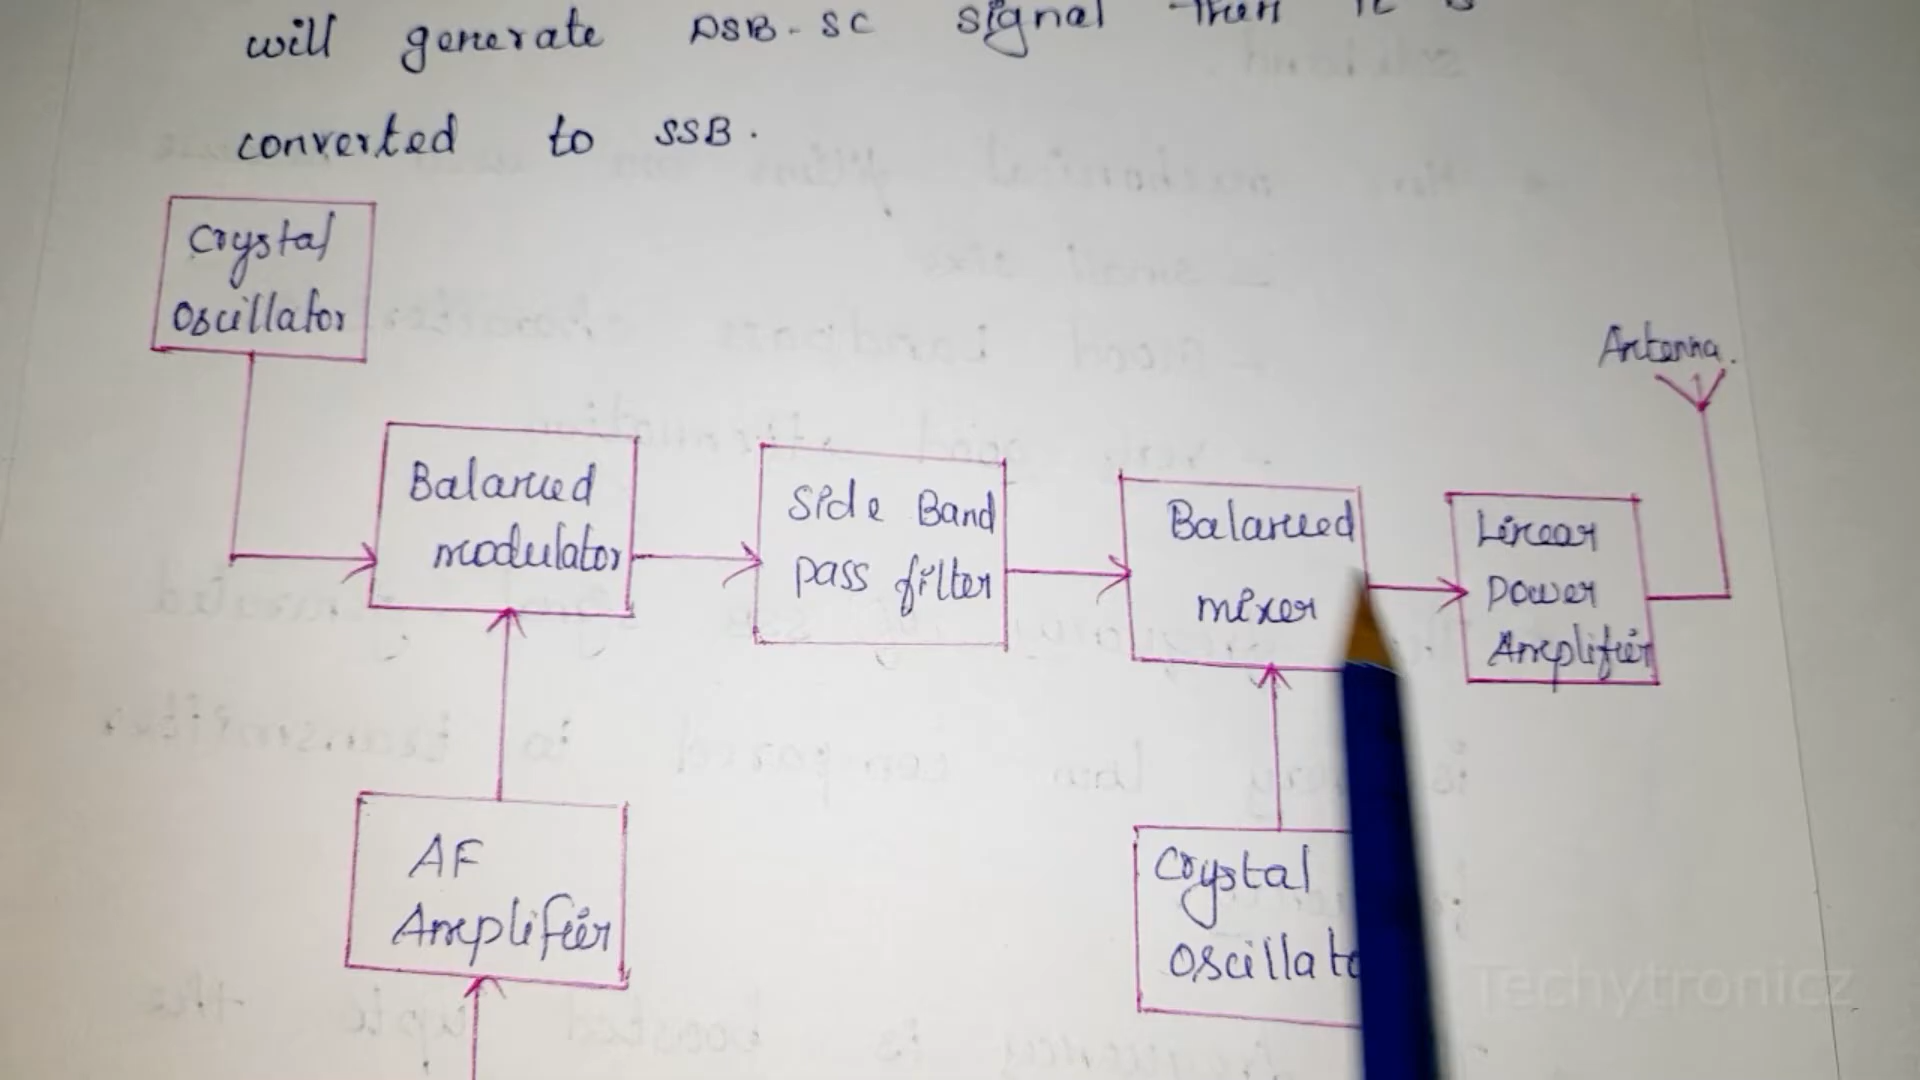 will generate DSB-SC signal then it is
converted to SSB.
Crystal
Oscillator
Antenna.
Balanced
modulator
Side Band
pass filter
Balanced
mixer
Linear
power
Amplifier
AF
Amplifier
Crystal
Oscillato
Techytronicz